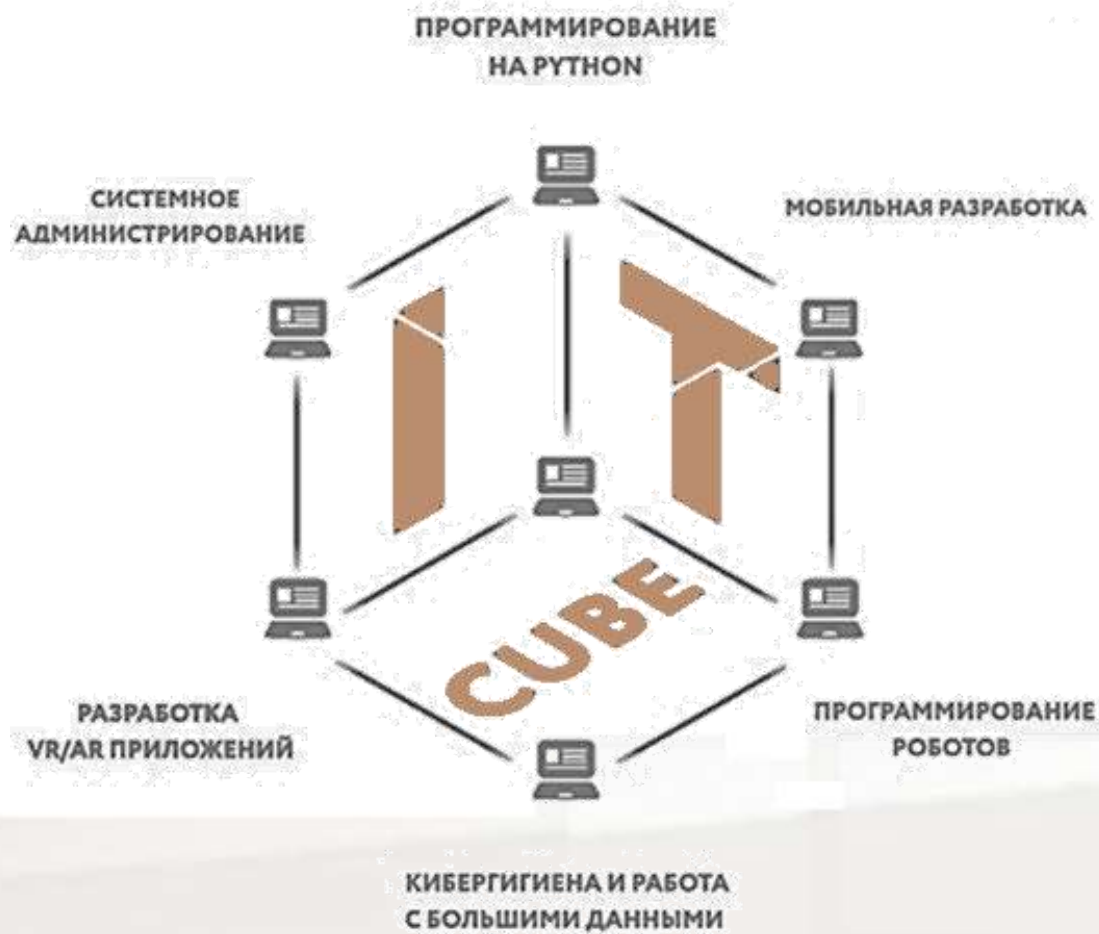 ПРОГРАММИРОВАНИЕ
НА PYTHON
СИСТЕМНОЕ
АДМИНИСТРИРОВАНИЕ
МОБИЛЬНАЯ РАЗРАБОТКА
IT
CUBE
РАЗРАБОТКА
VR/AR ПРИЛОЖЕНИЙ
ПРОГРАММИРОВАНИЕ
РОБОТОВ
КИБЕРГИГИЕНА И РАБОТА
С БОЛЬШИМИ ДАННЫМИ